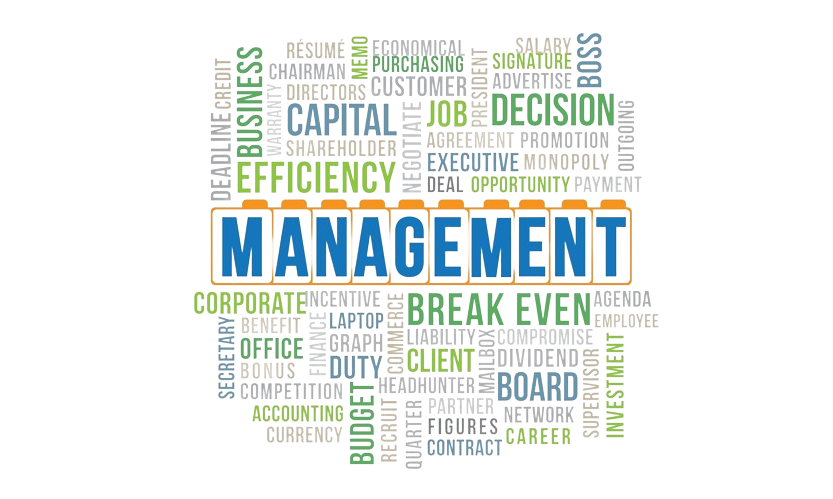 RÉSUMÉ
MEMO
ECONOMICAL
PURCHASING
SALARY
BOSS
SIGNATURE
CREDIT
BUSINESS
CHAIRMAN
CUSTOMER
PRESIDENT
ADVERTISE
WARRANTY
DIRECTORS
CAPITAL
NEGOTIATE
JOB
DECISION
OUTGOING
DEADLINE
SHAREHOLDER
AGREEMENT
PROMOTION
EFFICIENCY
EXECUTIVE
MONOPOLY
DEAL
OPPORTUNITY
PAYMENT
MANAGEMENT
CORPORATE
INCENTIVE
COMMERCE
BREAK EVEN
AGENDA
EMPLOYEE
SECRETARY
BENEFIT
FINANCE
LAPTOP
LIABILITY
MAILBOX
COMPROMISE
OFFICE
GRAPH
CLIENT
DIVIDEND
SUPERVISOR
INVESTMENT
BONUS
DUTY
HEADHUNTER
BOARD
COMPETITION
BUDGET
RECRUIT
QUARTER
PARTNER
NETWORK
ACCOUNTING
FIGURES
CAREER
CURRENCY
CONTRACT